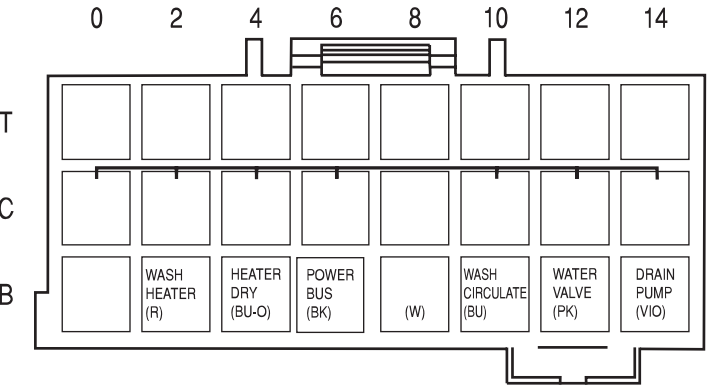 0 2 4 6 8 10 12 14
T
C
B
WASH
HEATER
(R)
HEATER
DRY
(BU-O)
POWER
BUS
(BK)
(W)
WASH
CIRCULATE
(BU)
WATER
VALVE
(PK)
DRAIN
PUMP
(VIO)